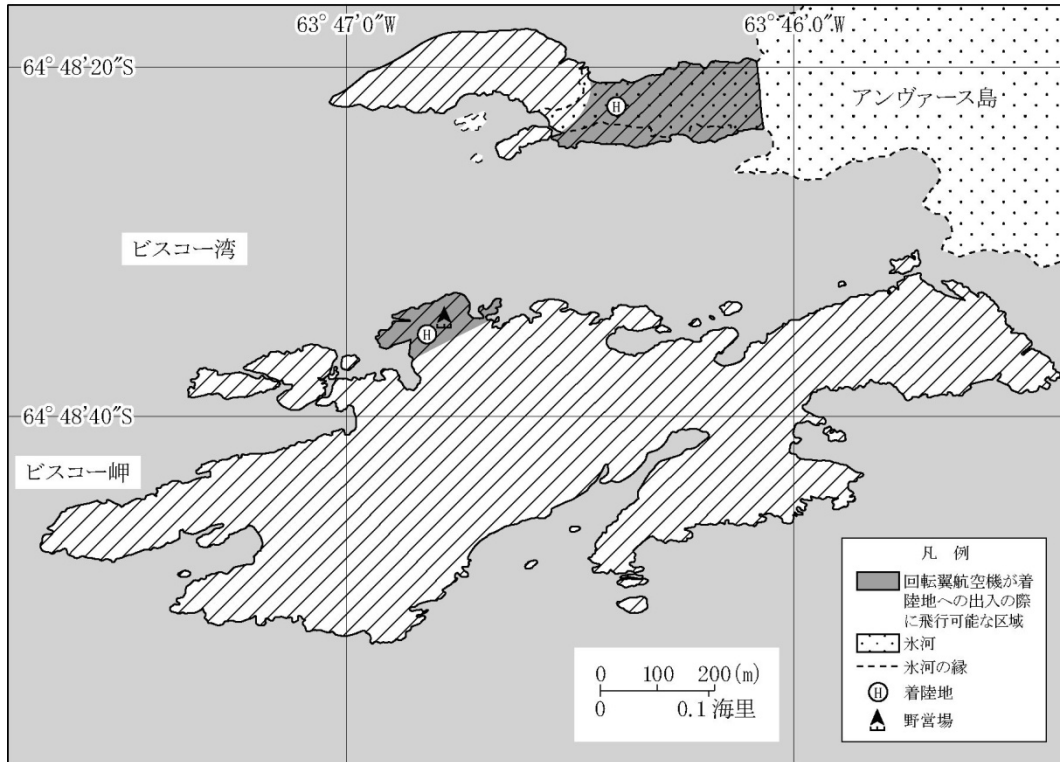 63°47′0″W
63°46′0″W
64°48′20″S
アンヴァース島
Ⓗ
ビスコー湾
Ⓗ
64°48′40″S
ビスコー岬
凡 例
回転翼航空機が着
陸地への出入の際
に飛行可能な区域
氷河
氷河の縁
Ⓗ 着陸地
野営場
0 100 200(m)
0 0.1 海里